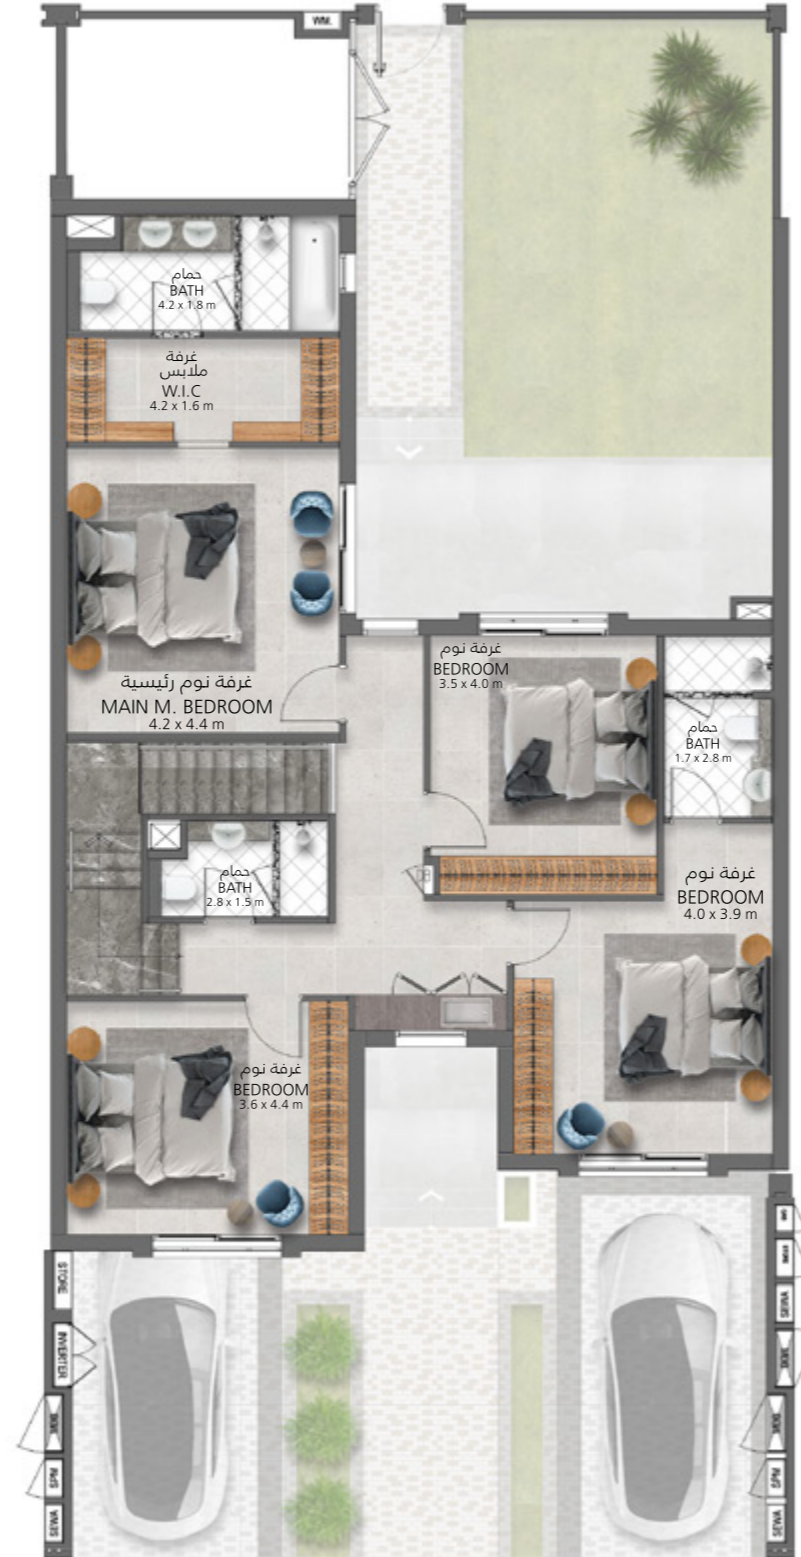 WM.
حمام
BATH
4.2 x 1.8 m
غرفة
ملابس
W.I.C
4.2 x 1.6 m
غرفة نوم رئيسية
MAIN M. BEDROOM
4.2 x 4.4 m
غرفة نوم
BEDROOM
3.5 x 4.0 m
حمام
BATH
1.7 x 2.8 m
حمام
BATH
2.8 x 1.5 m
غرفة نوم
BEDROOM
4.0 x 3.9 m
غرفة نوم
BEDROOM
3.6 x 4.4 m
STORE
INVERTER
SEWA
SEWA
SEWA